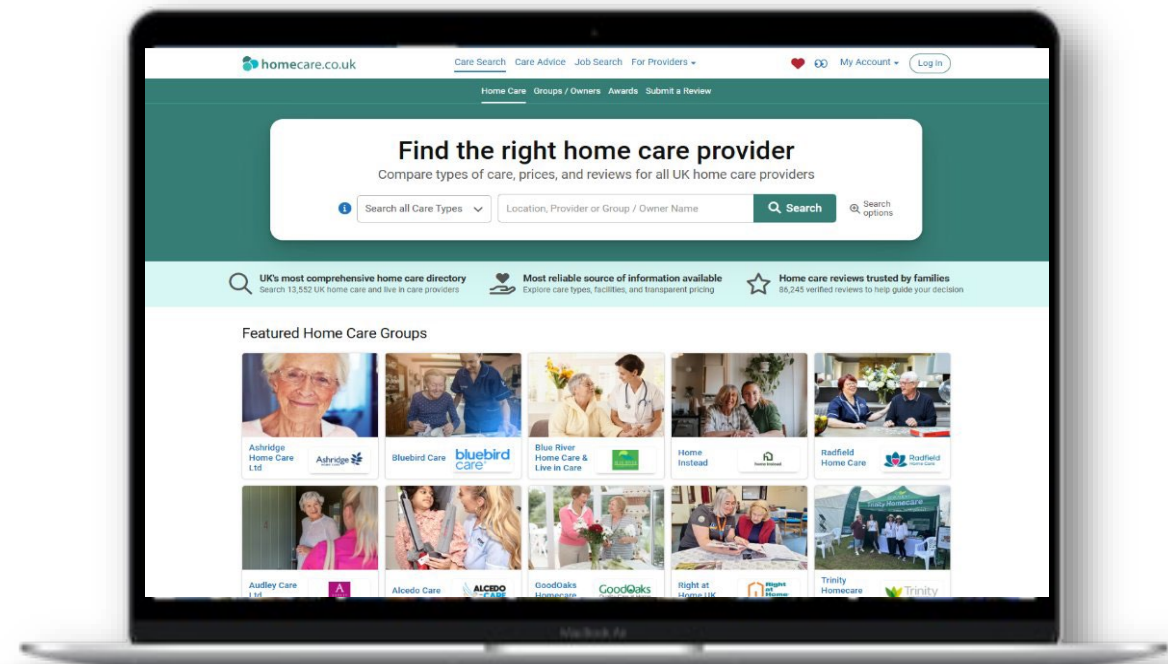 homecare.co.uk
Care Search Care Advice Job Search For Providers
My Account
Log in
Home Care Groups / Owners Awards Submit a Review
Find the right home care provider
Compare types of care, prices, and reviews for all UK home care providers
Search all Care Types
Location, Provider or Group / Owner Name
Search
Search
options
UK's most comprehensive home care directory
Search 13,552 UK home care and live in care providers
Most reliable source of information available
Explore care types, facilities, and transparent pricing
Home care reviews trusted by families
86,245 verified reviews to help guide your decision
Featured Home Care Groups
Trinity Homecare
Ashridge
Home Care
Ltd
Ashridge
Bluebird Care
bluebird
care
Blue River
Home Care &
Live in Care
Home
Instead
Home Instead
Radfield
Home Care
Radfield
Home Care
Audley Care
Ltd
A
Alcedo Care
ALCEDO
CARE
GoodOaks
Homecare
GoodOaks
Right at
Home UK
Right
at
Home
Trinity
Homecare
Trinity
MacBook Air